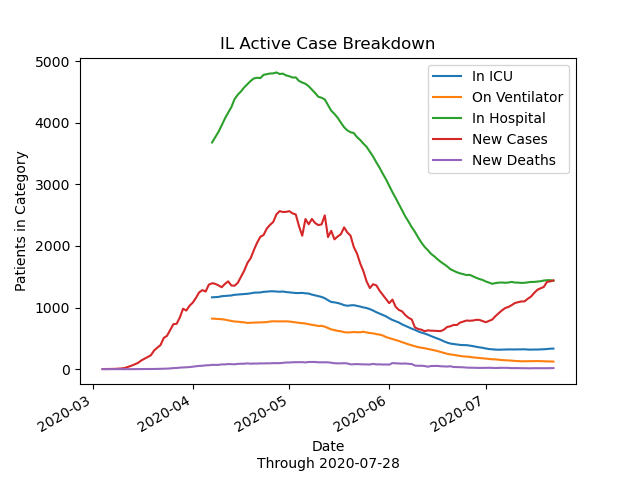 IL Active Case Breakdown
5000
4000
3000
2000
1000
0
Patients in Category
In ICU
On Ventilator
In Hospital
New Cases
New Deaths
2020-03
2020-04
2020-05
2020-06
2020-07
Date
Through 2020-07-28